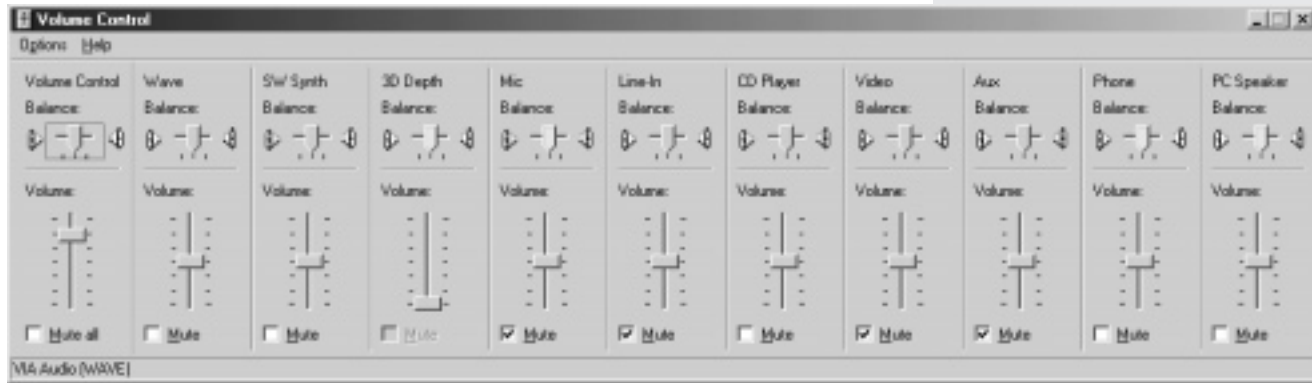 Volume Control
Options Help
Volume Control Wave SW Synth 3D Depth Mic Line-In CD Player Video Aux Phone PC Speaker
Balance: Balance: Balance: Balance: Balance: Balance: Balance: Balance: Balance: Balance: Balance:
Volume: Volume: Volume: Volume: Volume: Volume: Volume: Volume: Volume: Volume: Volume:
Mute all Mute Mute Mute Mute Mute Mute Mute Mute Mute Mute
VIA Audio (WAVE)